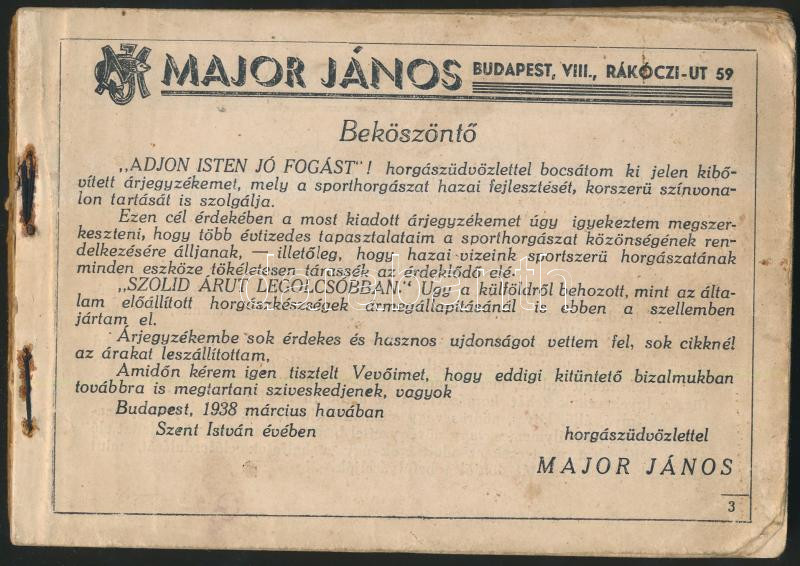 MAJOR JÁNOS BUDAPEST, VIII., RÁKÓCZI-UT 59
Beköszöntő
„ADJON ISTEN JÓ FOGÁST"! horgászüdvözlettel bocsátom ki jelen kibő-
vített árjegyzékemet, mely a sporthorgászat hazai fejlesztését, korszerü színvona-
lon tartását is szolgálja.
Ezen cél érdekében a most kiadott árjegyzékemet úgy igyekeztem megszer-
keszteni, hogy több évtizedes tapasztalataim a sporthorgászat közönségének ren-
delkezésére álljanak, — illetőleg, hogy hazai vizeink sportszerü horgászatának
minden eszköze tökéletesen tárassék az érdeklődő elé.
„SZOLID ÁRUT LEGOLCSÓBBAN." Ugy a külföldről behozott, mint az álta-
lam előállított horgászkészségek ármegállapításánál is ebben a szellemben
jártam el.
Árjegyzékembe sok érdekes és hasznos ujdonságot vettem fel, sok cikknél
az árakat leszállítottam,
Amidőn kérem igen tisztelt Vevőimet, hogy eddigi kitüntető bizalmukban
továbbra is megtartani sziveskedjenek, vagyok
Budapest, 1938 március havában
Szent István évében horgászüdvözlettel
MAJOR JÁNOS
3